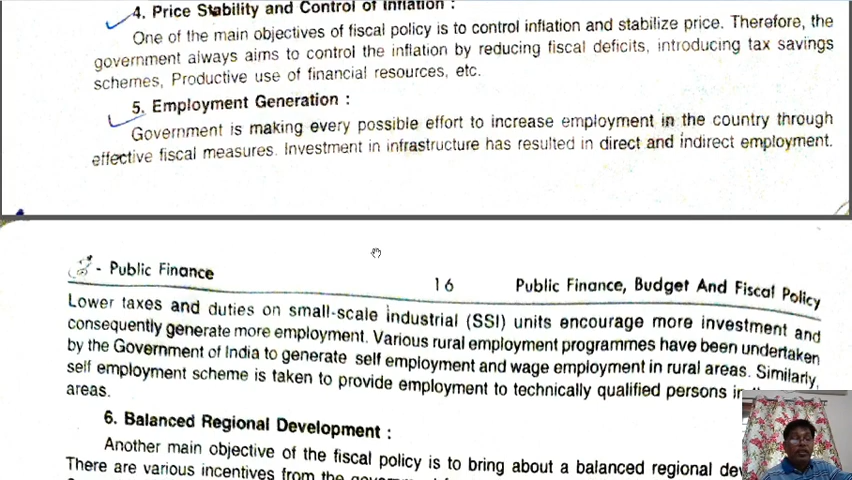 4. Price Stability and Control of Inflation :
One of the main objectives of fiscal policy is to control inflation and stabilize price. Therefore, the
government always aims to control the inflation by reducing fiscal deficits, introducing tax savings
schemes, Productive use of financial resources, etc.
5. Employment Generation :
Government is making every possible effort to increase employment in the country through
effective fiscal measures. Investment in infrastructure has resulted in direct and indirect employment.
- Public Finance
16
Public Finance, Budget And Fiscal Policy
Lower taxes and duties on small-scale industrial (SSI) units encourage more investment and
consequently generate more employment. Various rural employment programmes have been undertaken
by the Government of India to generate self employment and wage employment in rural areas. Similarly,
self employment scheme is taken to provide employment to technically qualified persons in
areas.
6. Balanced Regional Development :
Another main objective of the fiscal policy is to bring about a balanced regional
There are various incentives from the